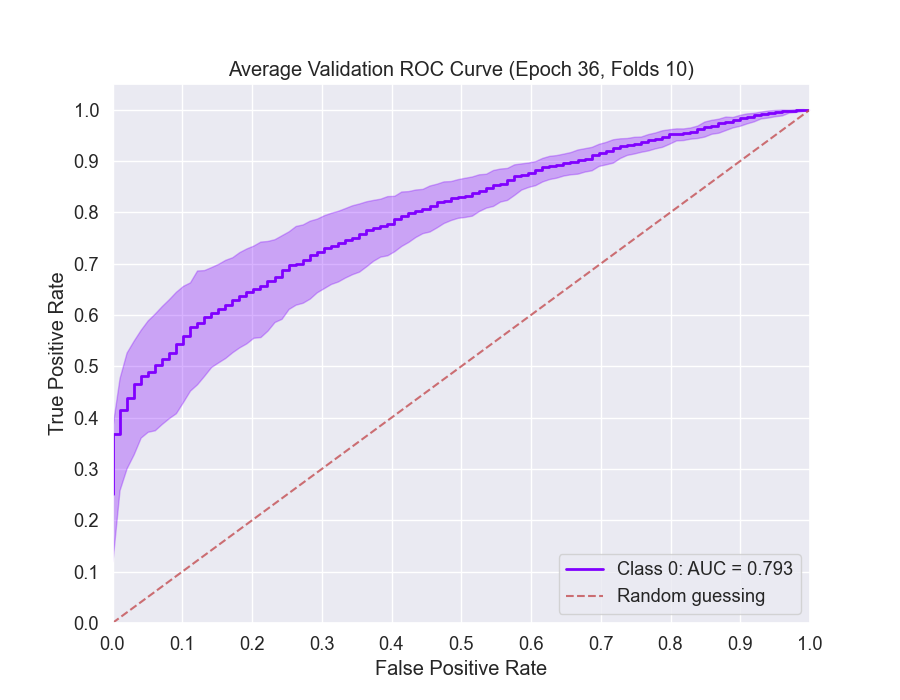 Average Validation ROC Curve (Epoch 36, Folds 10)
1.0
0.9
0.8
0.7
0.6
0.5
0.4
0.3
0.2
0.1
0.0
True Positive Rate
Class 0: AUC = 0.793
Random guessing
0.0 0.1 0.2 0.3 0.4 0.5 0.6 0.7 0.8 0.9 1.0
False Positive Rate